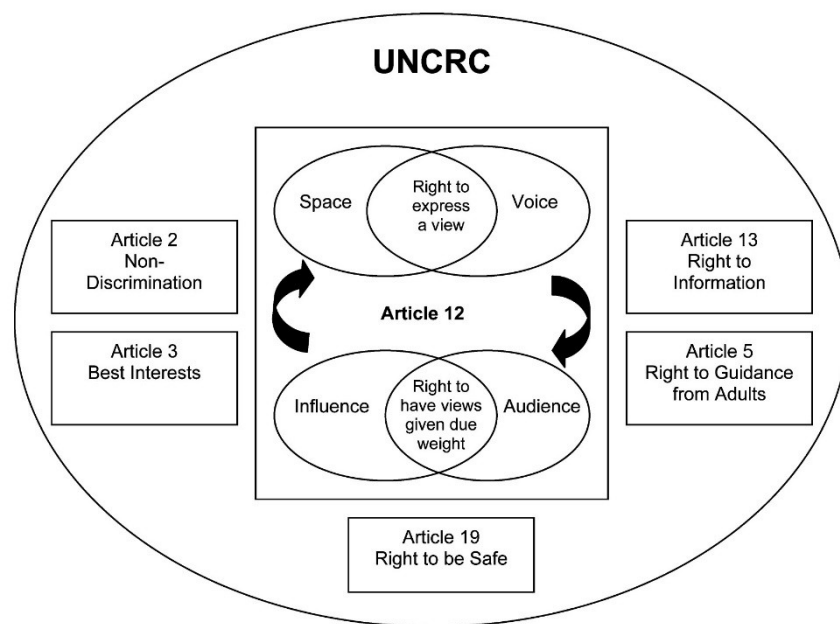 UNCRC
Space
Right to
express
a view
Voice
Article 2
Non-
Discrimination
Article 13
Right to
Information
Article 12
Article 3
Best Interests
Article 5
Right to Guidance
from Adults
Influence
Right to
have views
given due
weight
Audience
Article 19
Right to be Safe